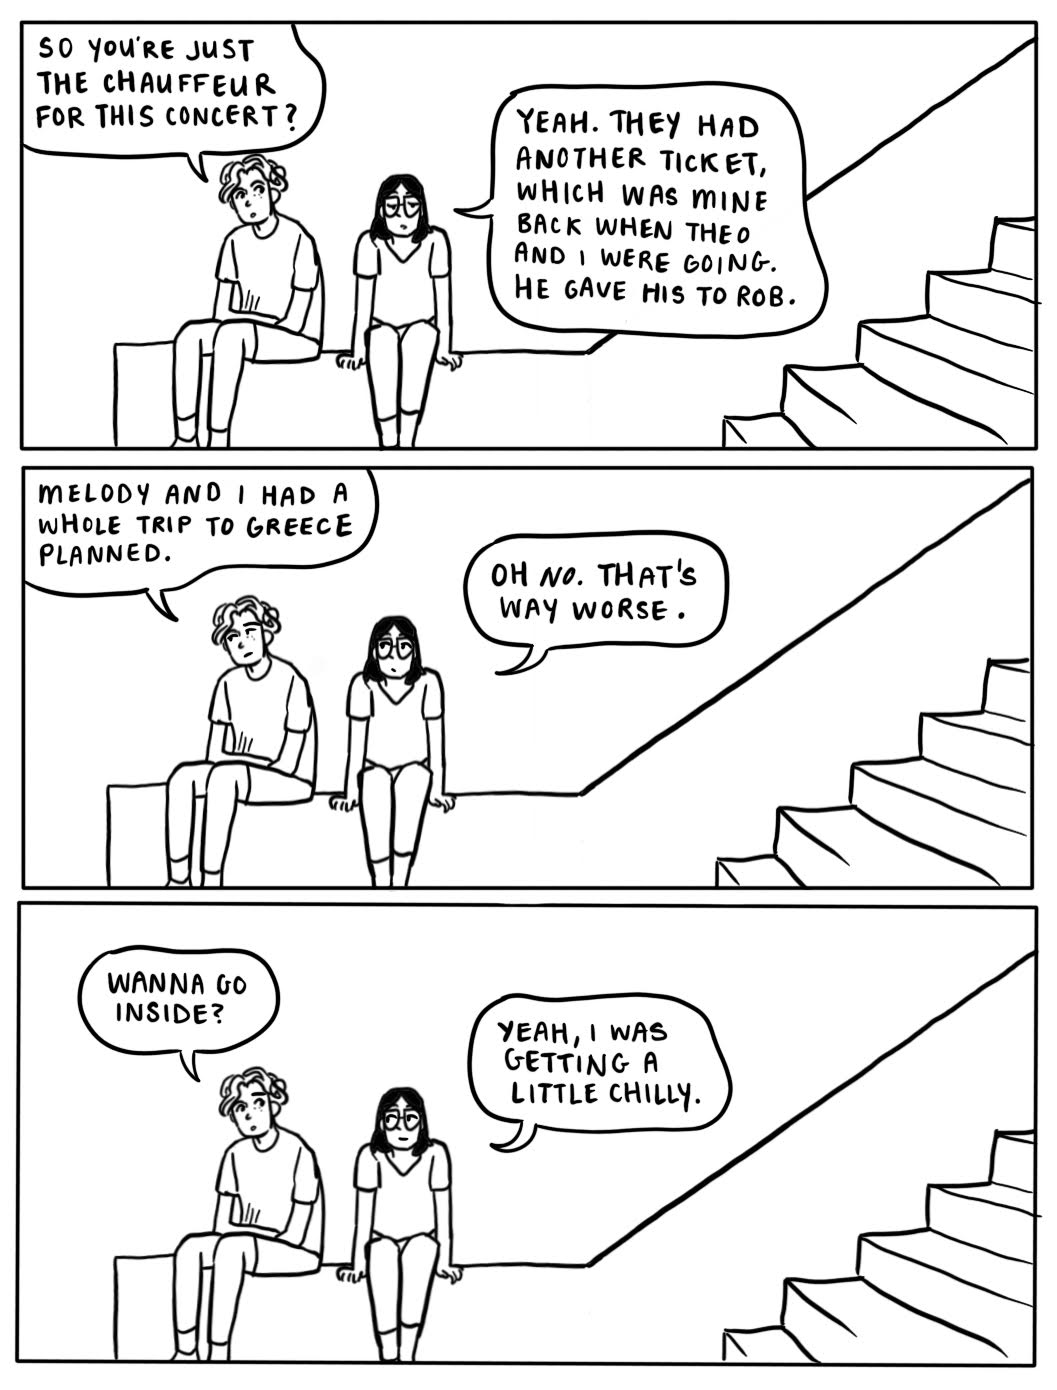 SO YOU'RE JUST
THE CHAUFFEUR
FOR THIS CONCERT?
YEAH. THEY HAD
ANOTHER TICKET,
WHICH WAS MINE
BACK WHEN THEO
AND I WERE GOING.
HE GAVE HIS TO ROB.
MELODY AND I HAD A
WHOLE TRIP TO GREECE
PLANNED.
OH NO. THAT'S
WAY WORSE.
WANNA GO
INSIDE?
YEAH, I WAS
GETTING A
LITTLE CHILLY.